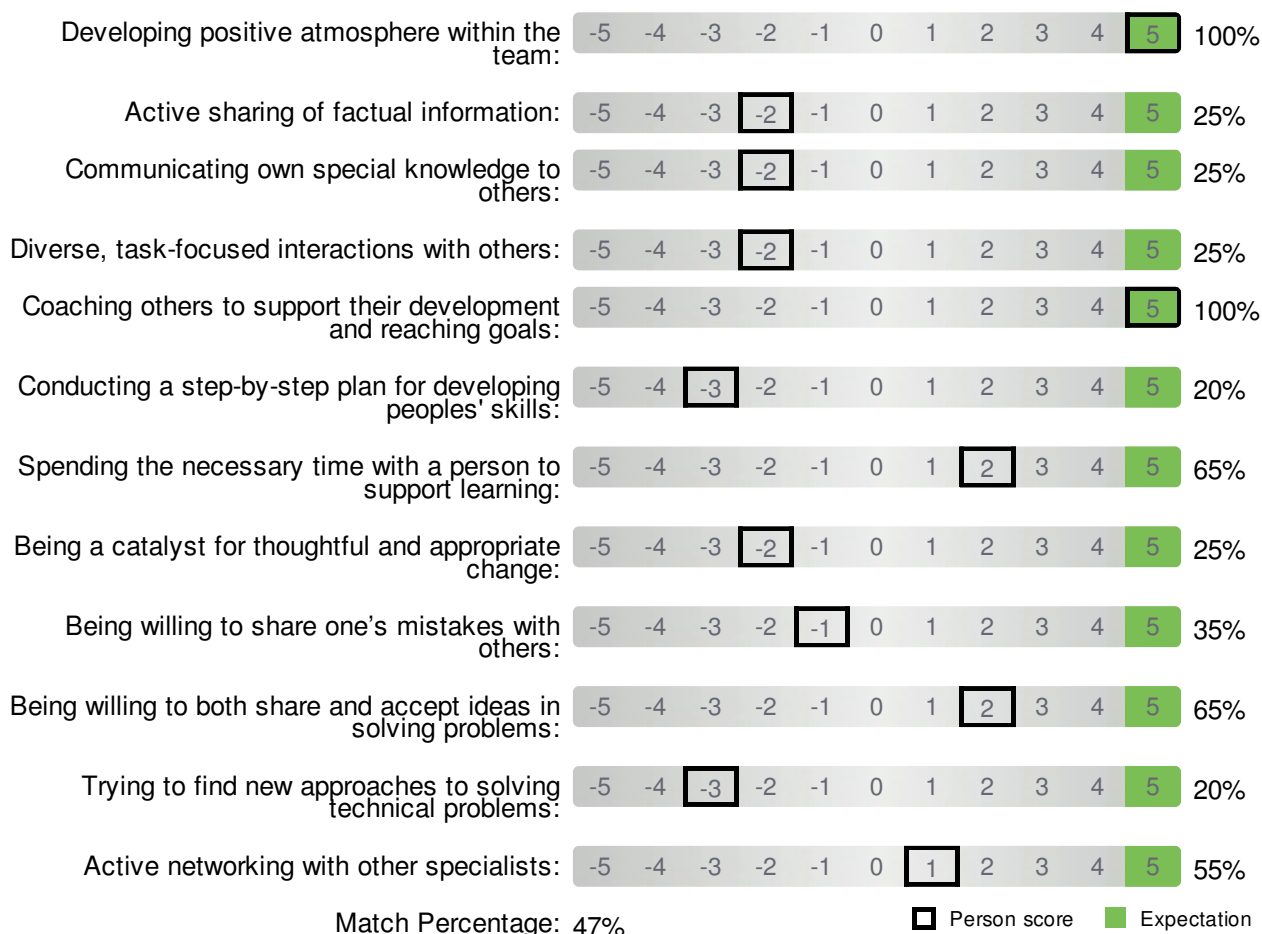 Developing positive atmosphere within the
team:
-5 -4 -3 -2 -1 0 1 2 3 4 5 100%
Active sharing of factual information:
-5 -4 -3 -2 -1 0 1 2 3 4 5 25%
Communicating own special knowledge to
others:
-5 -4 -3 -2 -1 0 1 2 3 4 5 25%
Diverse, task-focused interactions with others:
-5 -4 -3 -2 -1 0 1 2 3 4 5 25%
Coaching others to support their development
and reaching goals:
-5 -4 -3 -2 -1 0 1 2 3 4 5 100%
Conducting a step-by-step plan for developing
peoples' skills:
-5 -4 -3 -2 -1 0 1 2 3 4 5 20%
Spending the necessary time with a person to
support learning:
-5 -4 -3 -2 -1 0 1 2 3 4 5 65%
Being a catalyst for thoughtful and appropriate
change:
-5 -4 -3 -2 -1 0 1 2 3 4 5 25%
Being willing to share one’s mistakes with
others:
-5 -4 -3 -2 -1 0 1 2 3 4 5 35%
Being willing to both share and accept ideas in
solving problems:
-5 -4 -3 -2 -1 0 1 2 3 4 5 65%
Trying to find new approaches to solving
technical problems:
-5 -4 -3 -2 -1 0 1 2 3 4 5 20%
Active networking with other specialists:
-5 -4 -3 -2 -1 0 1 2 3 4 5 55%
Match Percentage: 47%
Person score Expectation